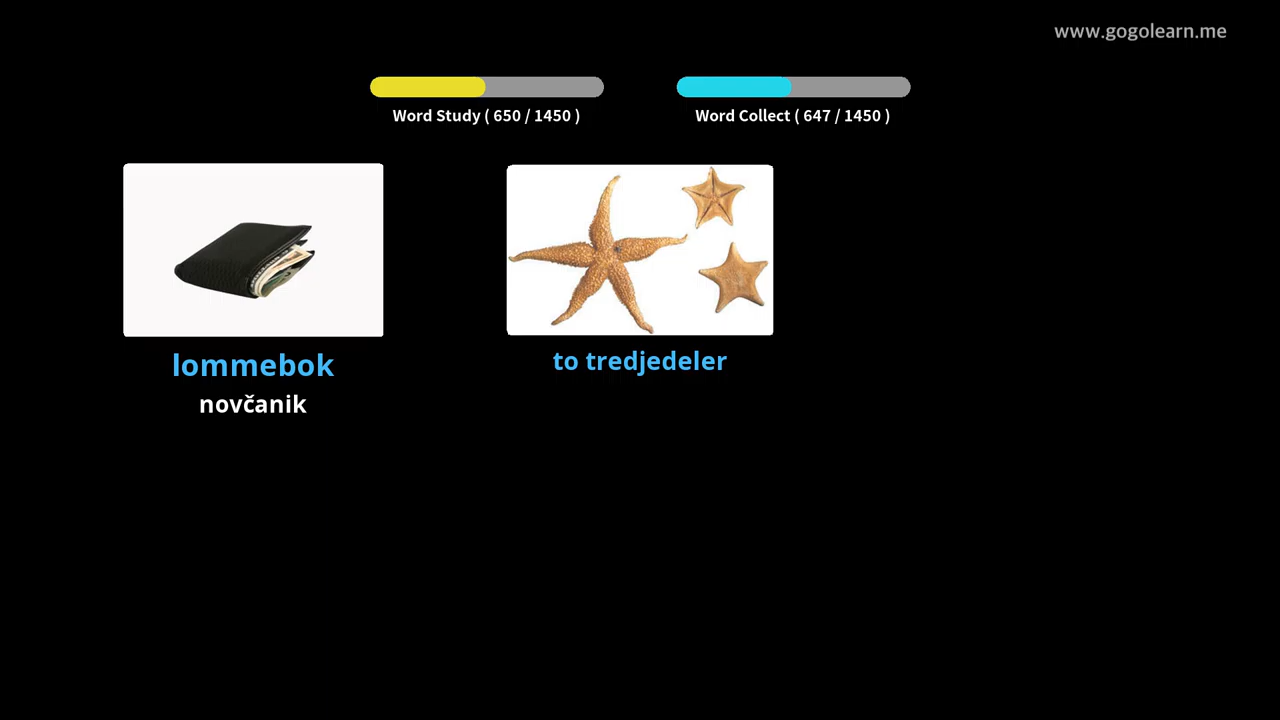 www.gogolearn.me
Word Study ( 650 / 1450 )
Word Collect ( 647 / 1450 )
lommebok
novčanik
to tredjedeler